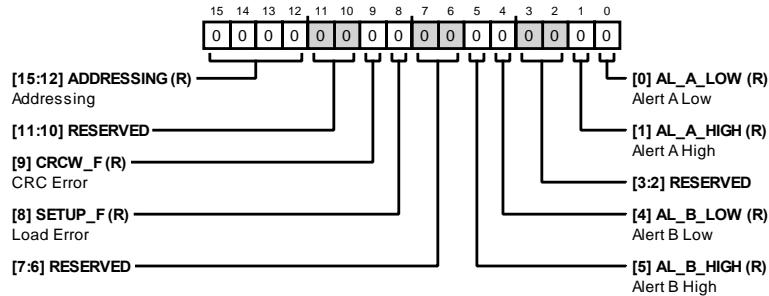 15 14 13 12 11 10 9 8 7 6 5 4 3 2 1 0
0 0 0 0 0 0 0 0 0 0 0 0 0 0 0 0
[15:12] ADDRESSING (R)
Addressing
[11:10] RESERVED
[9] CRCW_F (R)
CRC Error
[8] SETUP_F (R)
Load Error
[7:6] RESERVED
[0] AL_A_LOW (R)
Alert A Low
[1] AL_A_HIGH (R)
Alert A High
[3:2] RESERVED
[4] AL_B_LOW (R)
Alert B Low
[5] AL_B_HIGH (R)
Alert B High